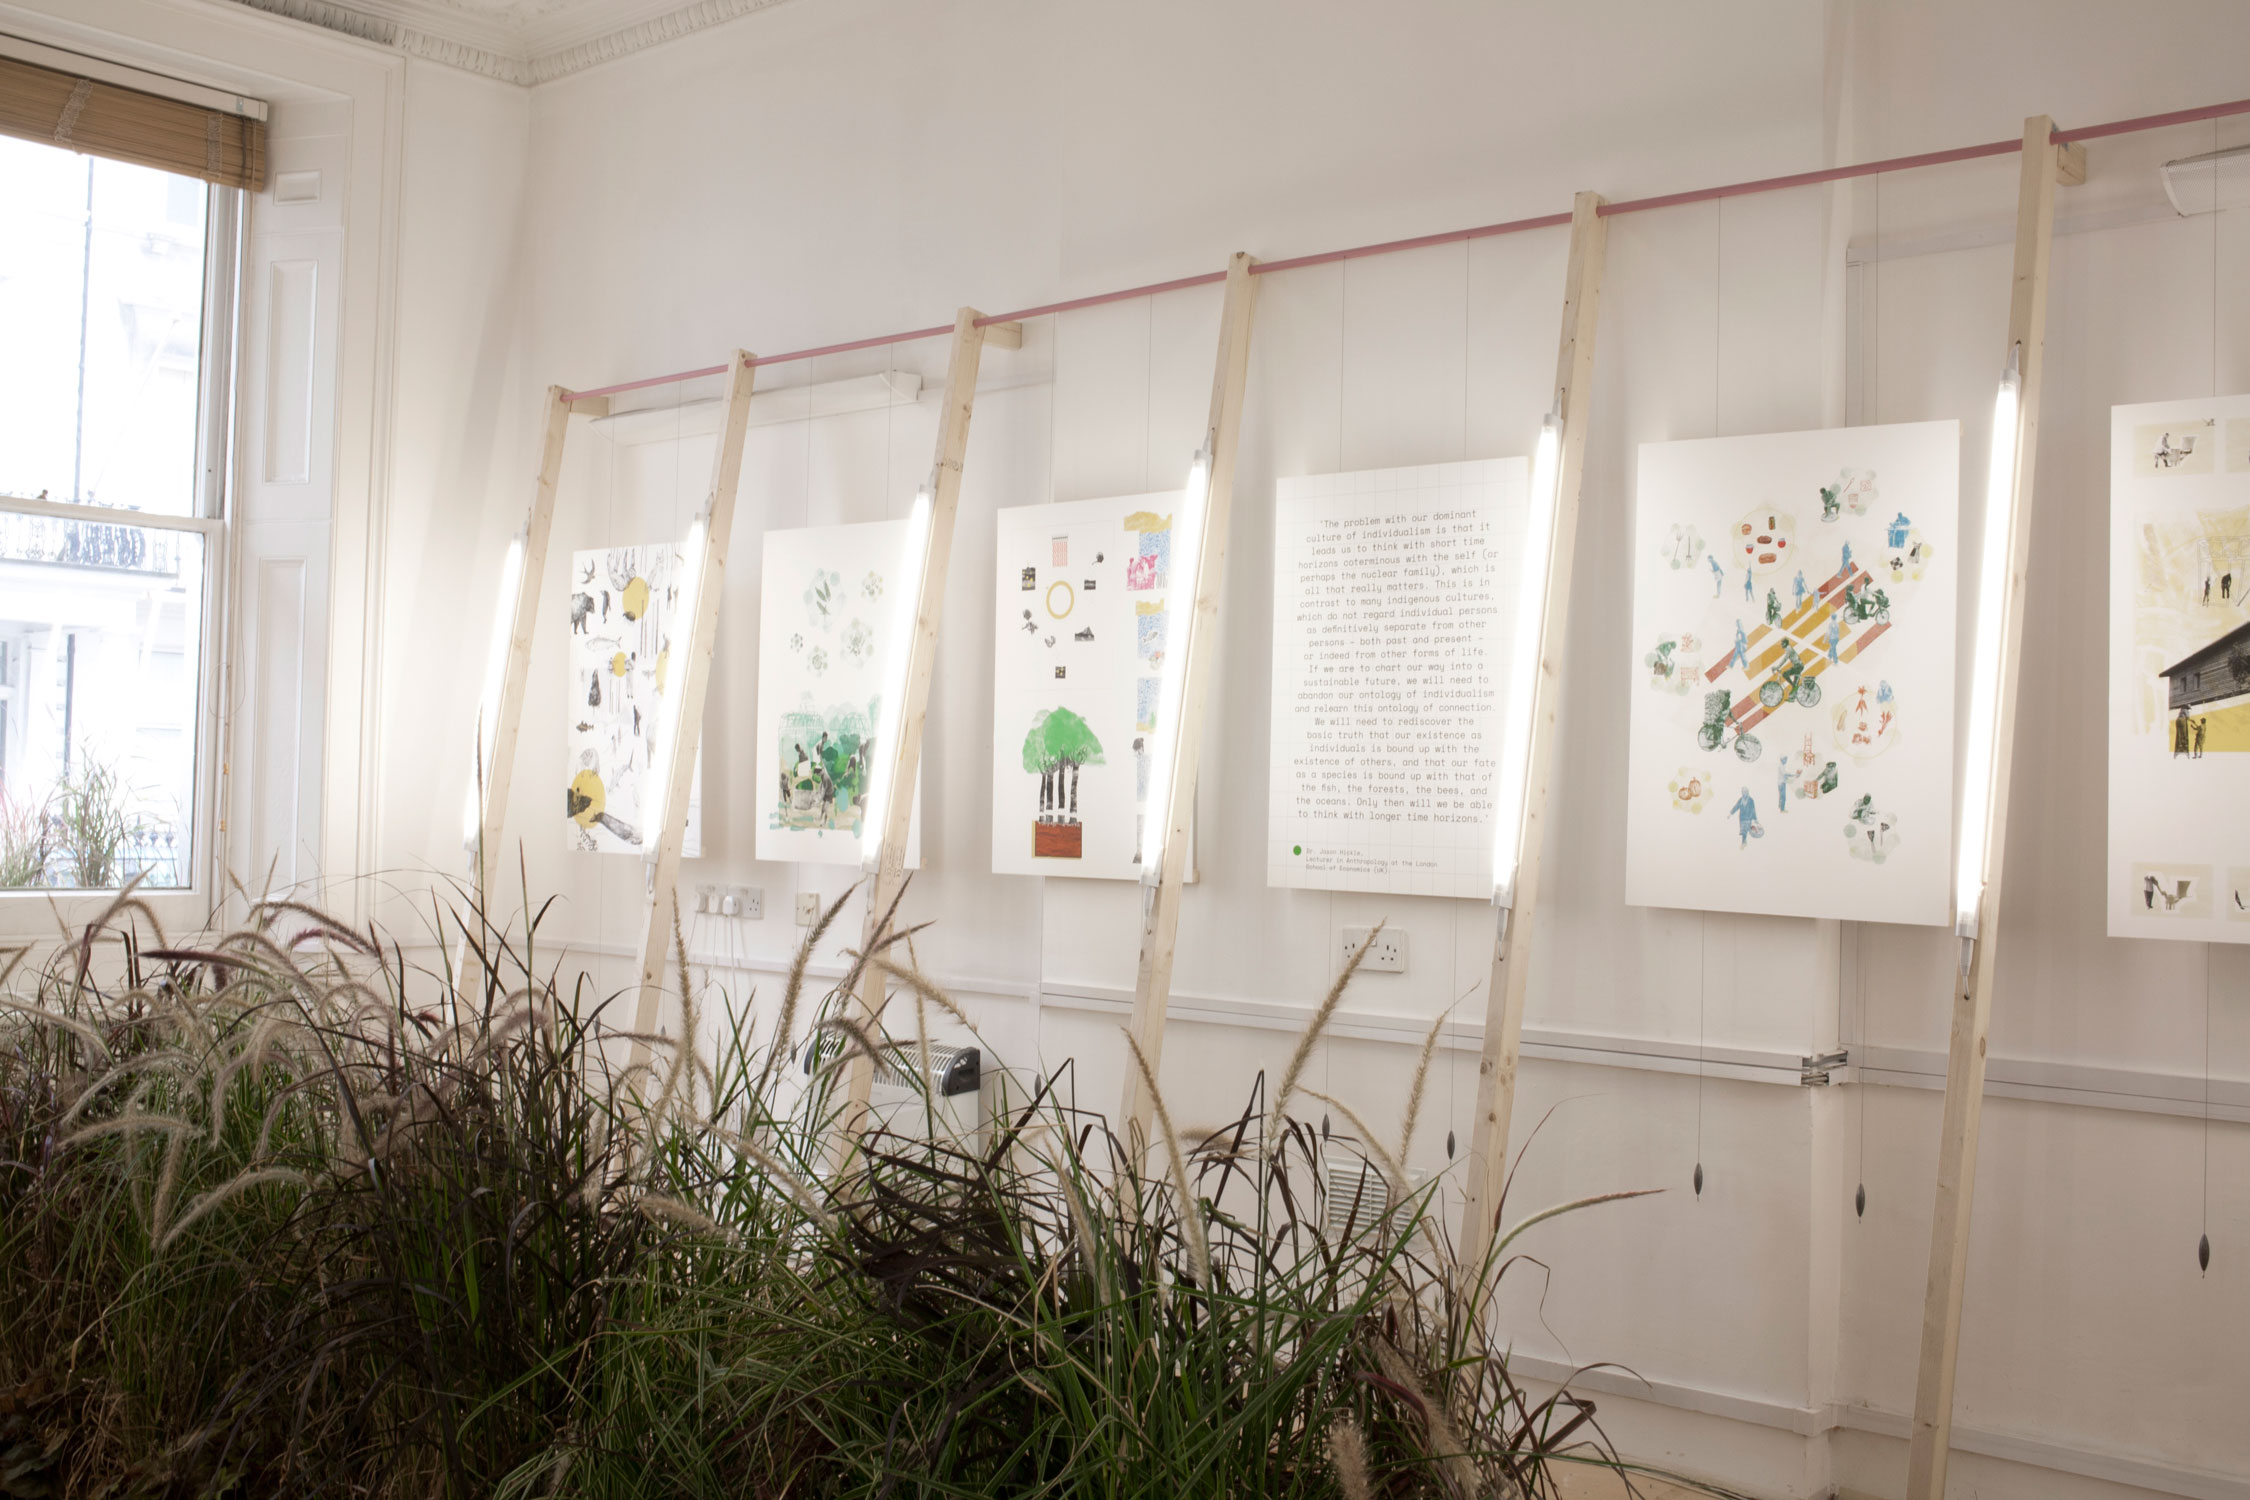 'The problem with our dominant
culture of individualism is that it
leads us to think with short time
horizons coterminous with the self (or
perhaps the nuclear family), which is
all that really matters. This is in
contrast to many indigenous cultures,
which do not regard individual persons
as definitively separate from other
persons – both past and present –
or indeed from other forms of life.
If we are to chart our way into a
sustainable future, we will need to
abandon our ontology of individualism
and relearn this ontology of connection.
We will need to rediscover the
basic truth that our existence as
individuals is bound up with the
existence of others, and that our fate
as a species is bound up with that of
the fish, the forests, the bees, and
the oceans. Only then will we be able
to think with longer time horizons.'
Dr. Jason Hickle,
Lecturer in Anthropology at the London
School of Economics (UK).